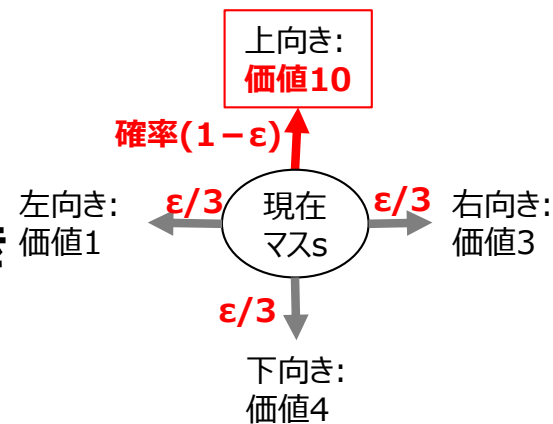 上向き:
価値10
確率(1－ε)
左向き:
価値1
ε/3
現在
マスs
ε/3
右向き:
価値3
ε/3
下向き:
価値4